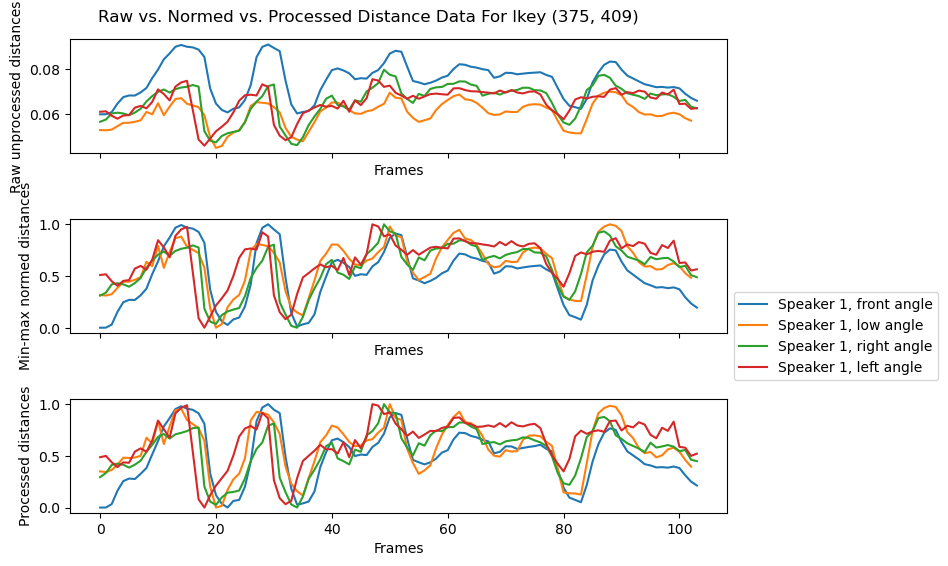 Raw vs. Normed vs. Processed Distance Data For Ikey (375, 409)
Raw unprocessed distances
0.08
0.06
Frames
Min-max normed distances
1.0
0.5
0.0
Frames
Speaker 1, front angle
Speaker 1, low angle
Speaker 1, right angle
Speaker 1, left angle
Processed distances
1.0
0.5
0.0
0 20 40 60 80 100
Frames